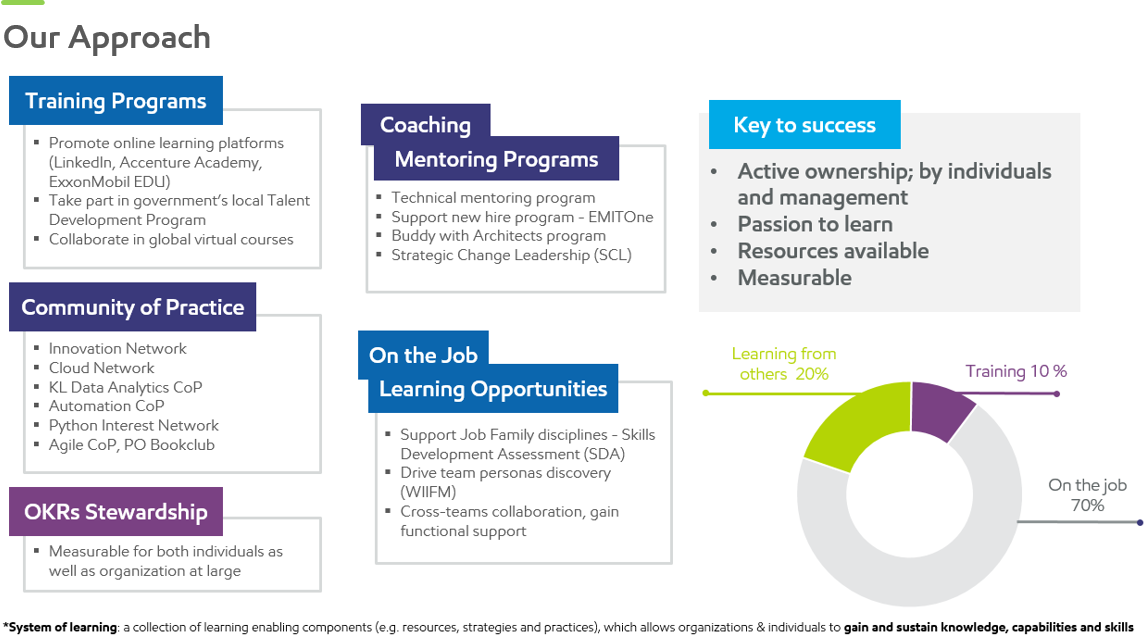 Our Approach
Training Programs
▪ Promote online learning platforms
(LinkedIn, Accenture Academy,
ExxonMobil EDU)
▪ Take part in government's local Talent
Development Program
▪ Collaborate in global virtual courses
Community of Practice
▪ Innovation Network
▪ Cloud Network
▪ KL Data Analytics CoP
▪ Automation CoP
▪ Python Interest Network
▪ Agile CoP, PO Bookclub
OKRs Stewardship
▪ Measurable for both individuals as
well as organization at large
Coaching
Mentoring Programs
▪ Technical mentoring program
▪ Support new hire program - EMITOne
▪ Buddy with Architects program
▪ Strategic Change Leadership (SCL)
On the Job
Learning Opportunities
▪ Support Job Family disciplines - Skills
Development Assessment (SDA)
▪ Drive team personas discovery
(WIIFM)
▪ Cross-teams collaboration, gain
functional support
Key to success
• Active ownership; by individuals
and management
• Passion to learn
• Resources available
• Measurable
Learning from
others 20%
Training 10 %
On the job
70%
*System of learning: a collection of learning enabling components (e.g. resources, strategies and practices), which allows organizations & individuals to gain and sustain knowledge, capabilities and skills